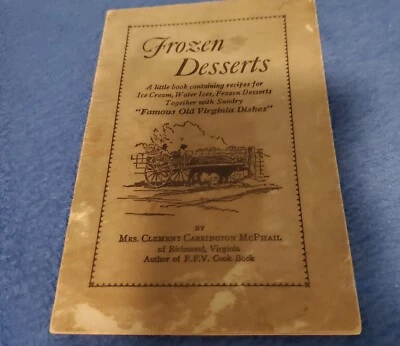 Frozen
Desserts
A little book containing recipes for
Ice Cream, Water Ices, Frozen Desserts
Together with Sundry
"Famous Old Virginia Dishes"
BY
MRS. CLEMENT CARRINGTON MCPHAIL
of Richmond, Virginia
Author of F.F.V. Cook Book